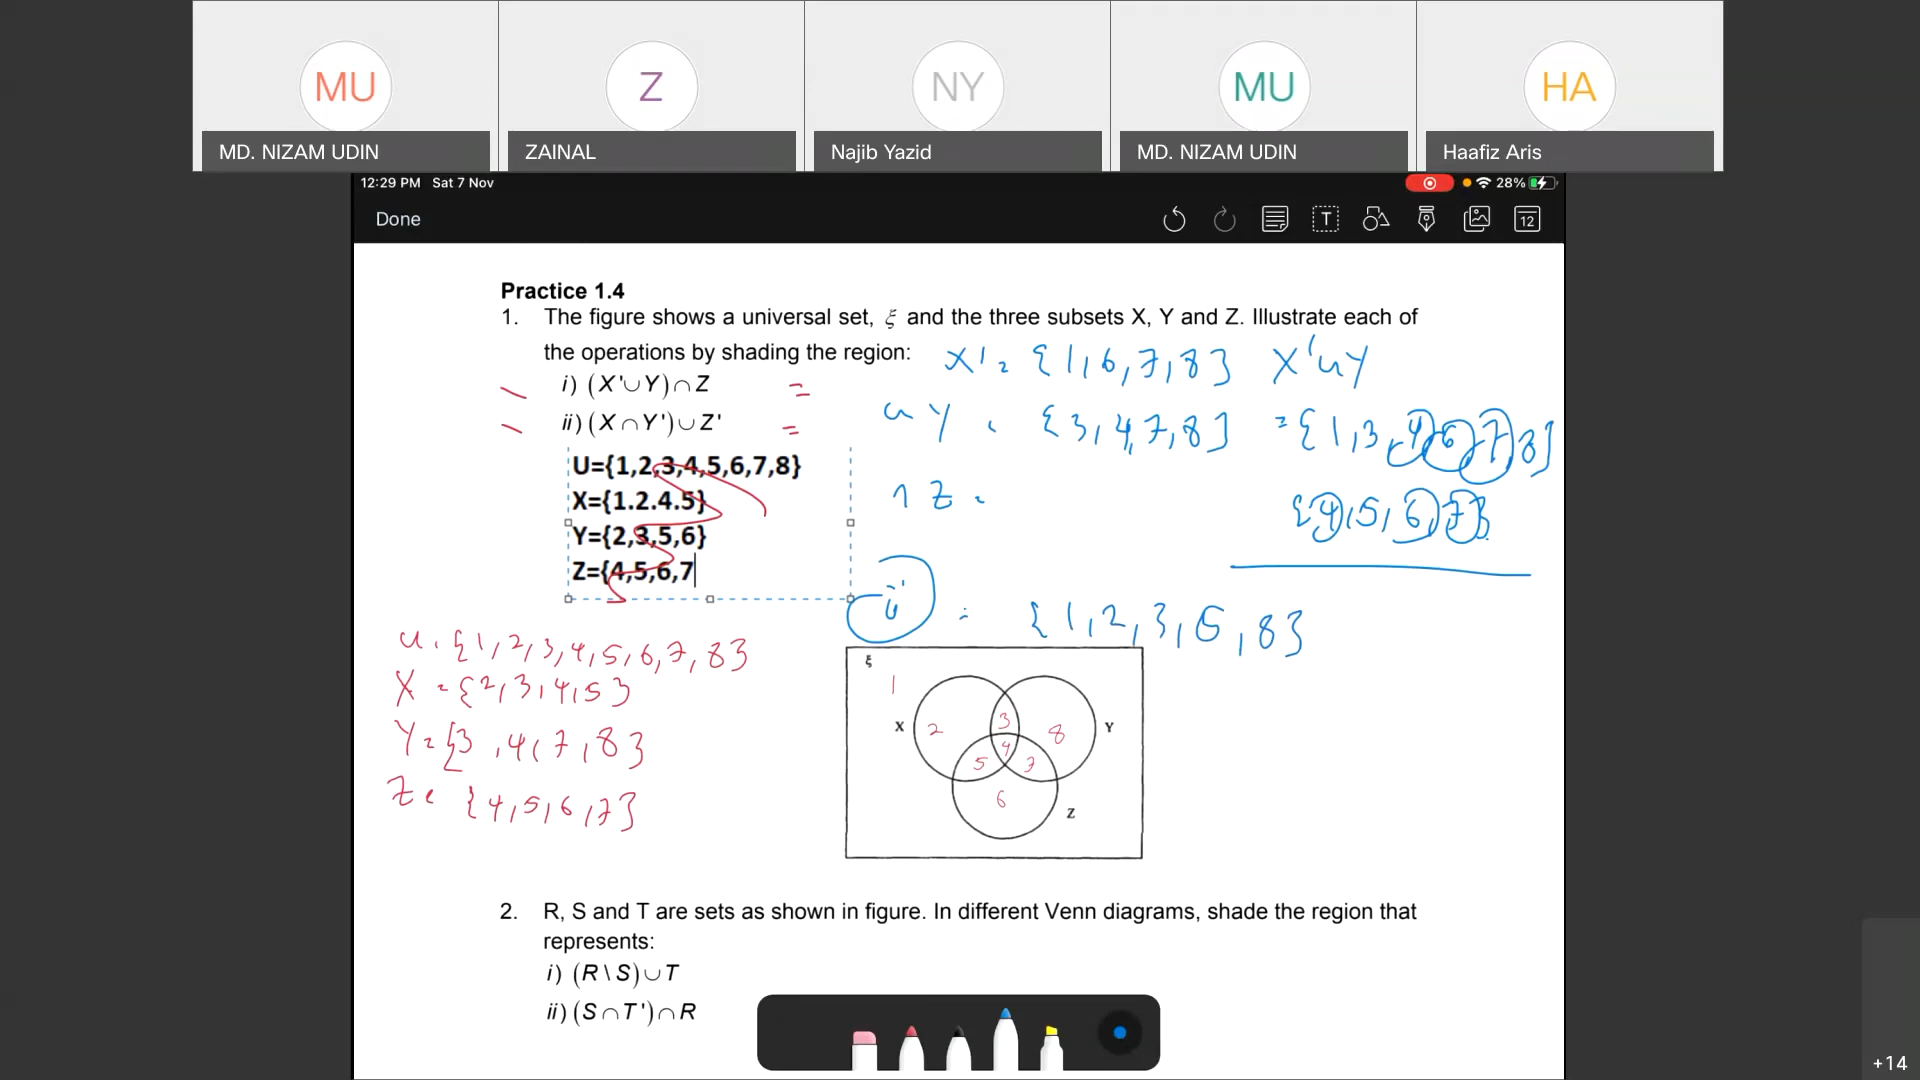 MU
Z
NY
MU
HA
MD. NIZAM UDIN
ZAINAL
Najib Yazid
MD. NIZAM UDIN
Haafiz Aris
12:29 PM Sat 7 Nov
28%
Done
T
12
Practice 1.4
1. The figure shows a universal set, ξ and the three subsets X, Y and Z. Illustrate each of
the operations by shading the region:
X' = {1,6,7,8} X'∪Y
i) (X'∪Y)∩Z =
∪ Y = {3,4,7,8} = {1,3,4,6,7,8}
ii) (X∩Y')∪Z' =
U={1,2,3,4,5,6,7,8}
X={1.2.4.5}
∩ Z =
{4,5,6,7}
Y={2,3,5,6}
Z={4,5,6,7
ii = {1,2,3,5,8}
U = {1,2,3,4,5,6,7,8}
X = {2,3,4,5}
Y = {3,4,7,8}
Z = {4,5,6,7}
ξ
1
X 2 3 8 Y
4
5 7
6
Z
2. R, S and T are sets as shown in figure. In different Venn diagrams, shade the region that
represents:
i) (R\S)∪T
ii) (S∩T')∩R
+14